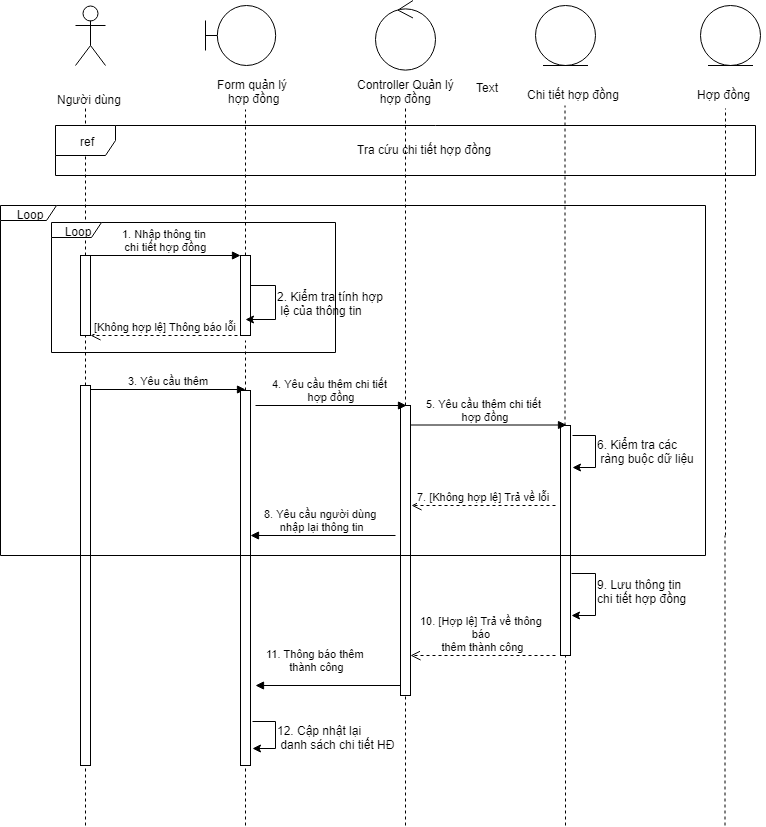 Người dùng
Form quản lý
hợp đồng
Controller Quản lý
hợp đồng
Text
Chi tiết hợp đồng
Hợp đồng
ref
Tra cứu chi tiết hợp đồng
Loop
Loop
1. Nhập thông tin
chi tiết hợp đồng
2. Kiểm tra tính hợp
lệ của thông tin
[Không hợp lệ] Thông báo lỗi
3. Yêu cầu thêm
4. Yêu cầu thêm chi tiết
hợp đồng
5. Yêu cầu thêm chi tiết
hợp đồng
6. Kiểm tra các
ràng buộc dữ liệu
7. [Không hợp lệ] Trả về lỗi
8. Yêu cầu người dùng
nhập lại thông tin
9. Lưu thông tin
chi tiết hợp đồng
10. [Hợp lệ] Trả về thông
báo
thêm thành công
11. Thông báo thêm
thành công
12. Cập nhật lại
danh sách chi tiết HĐ